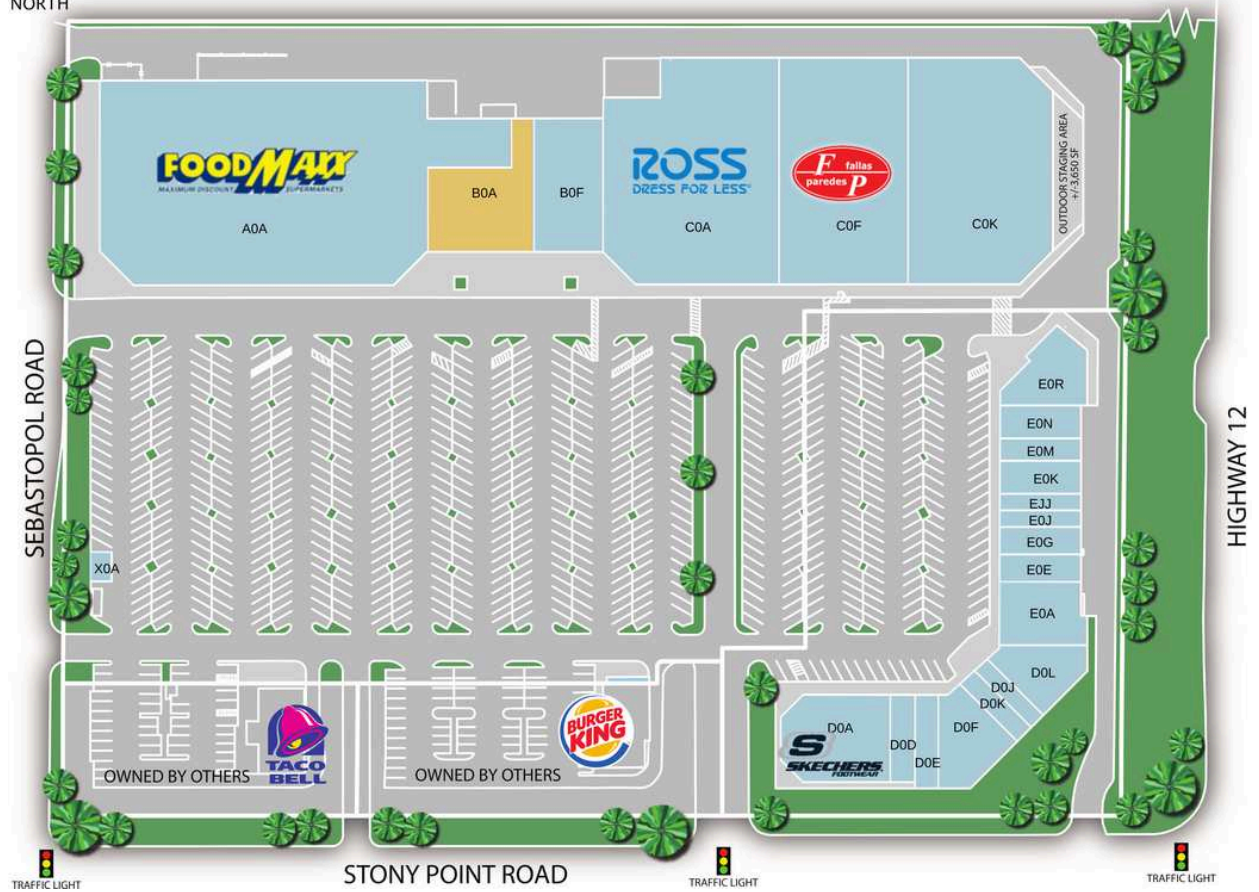 NORTH
FOODMAXX
MAXIMUM DISCOUNT SUPERMARKETS
A0A
B0A
B0F
ROSS
DRESS FOR LESS
C0A
F fallas
paredes P
C0F
C0K
OUTDOOR STAGING AREA
+/-3,650 SF
SEBASTOPOL ROAD
HIGHWAY 12
E0R
E0N
E0M
E0K
EJJ
E0J
E0G
E0E
E0A
X0A
D0L
D0J
D0K
D0F
D0A
D0D
D0E
S
SKECHERS
FOOTWEAR
TACO
BELL
OWNED BY OTHERS
BURGER
KING
OWNED BY OTHERS
STONY POINT ROAD
TRAFFIC LIGHT
TRAFFIC LIGHT
TRAFFIC LIGHT